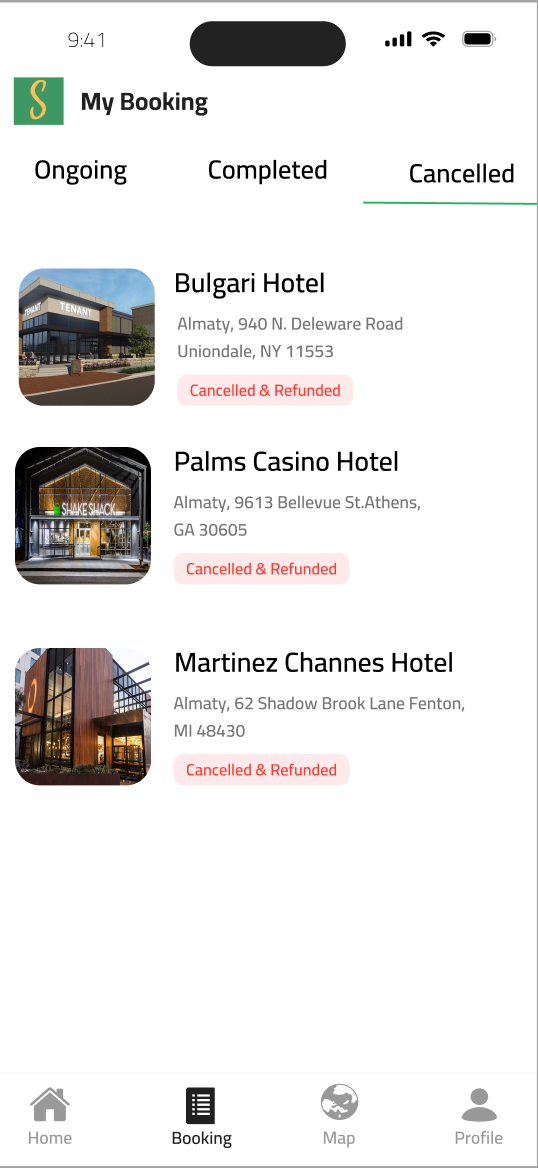 9:41
S
My Booking
Ongoing
Completed
Cancelled
TENANT
TENANT
Bulgari Hotel
Almaty, 940 N. Deleware Road
Uniondale, NY 11553
Cancelled & Refunded
SHAKE SHACK
Palms Casino Hotel
Almaty, 9613 Bellevue St.Athens,
GA 30605
Cancelled & Refunded
Martinez Channes Hotel
Almaty, 62 Shadow Brook Lane Fenton,
MI 48430
Cancelled & Refunded
Home
Booking
Map
Profile